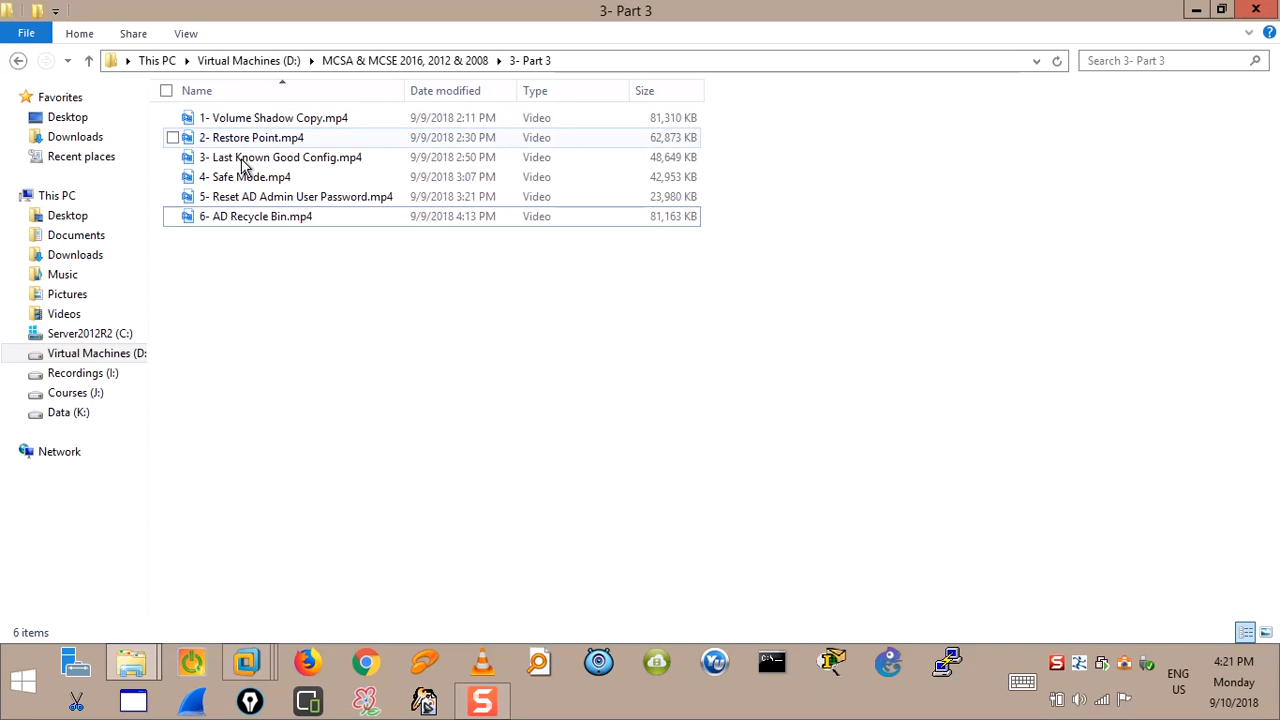 3- Part 3
File Home Share View
This PC Virtual Machines (D:) MCSA & MCSE 2016, 2012 & 2008 3- Part 3 Search 3- Part 3
Name Date modified Type Size
Favorites
Desktop
Downloads
Recent places
This PC
Desktop
Documents
Downloads
Music
Pictures
Videos
Server2012R2 (C:)
Virtual Machines (D:
Recordings (I:)
Courses (J:)
Data (K:)
Network
1- Volume Shadow Copy.mp4 9/9/2018 2:11 PM Video 81,310 KB
2- Restore Point.mp4 9/9/2018 2:30 PM Video 62,873 KB
3- Last Known Good Config.mp4 9/9/2018 2:50 PM Video 48,649 KB
4- Safe Mode.mp4 9/9/2018 3:07 PM Video 42,953 KB
5- Reset AD Admin User Password.mp4 9/9/2018 3:21 PM Video 23,980 KB
6- AD Recycle Bin.mp4 9/9/2018 4:13 PM Video 81,163 KB
6 items
ENG
US
4:21 PM
Monday
9/10/2018